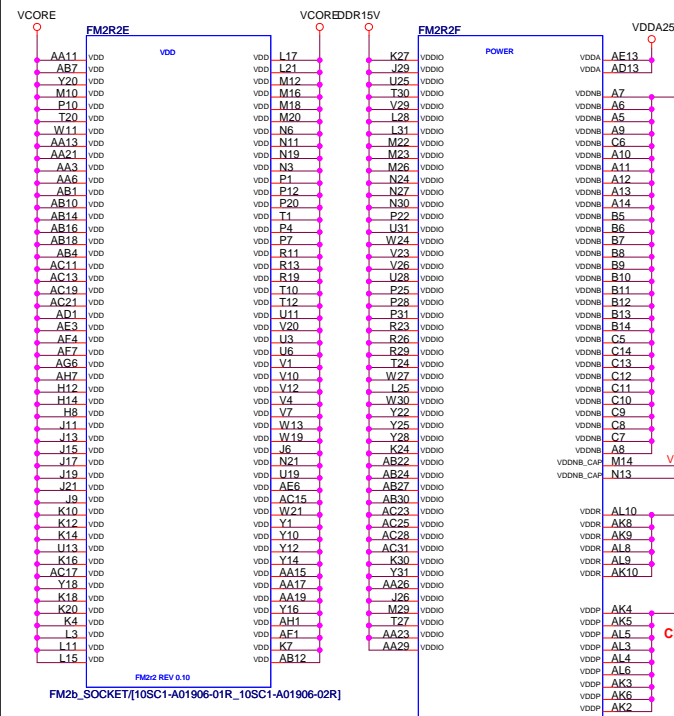 VCORE
VCORE
FM2R2E
VDD
AA11 VDD VDD L17
AB7 VDD VDD L21
Y20 VDD VDD M12
M10 VDD VDD M16
P10 VDD VDD M18
T20 VDD VDD M20
W11 VDD VDD N6
AA13 VDD VDD N11
AA21 VDD VDD N19
AA3 VDD VDD N3
AA6 VDD VDD P1
AB1 VDD VDD P12
AB10 VDD VDD P20
AB14 VDD VDD T1
AB16 VDD VDD P4
AB18 VDD VDD P7
AB4 VDD VDD R11
AC11 VDD VDD R13
AC13 VDD VDD R19
AC19 VDD VDD T10
AC21 VDD VDD T12
AD1 VDD VDD U11
AE3 VDD VDD V20
AF4 VDD VDD U3
AF7 VDD VDD U6
AG6 VDD VDD V1
AH7 VDD VDD V10
H12 VDD VDD V12
H14 VDD VDD V4
H8 VDD VDD V7
J11 VDD VDD W13
J13 VDD VDD W19
J15 VDD VDD J6
J17 VDD VDD N21
J19 VDD VDD U19
J21 VDD VDD AE6
J9 VDD VDD AC15
K10 VDD VDD W21
K12 VDD VDD Y1
K14 VDD VDD Y10
U13 VDD VDD Y12
K16 VDD VDD Y14
AC17 VDD VDD AA15
Y18 VDD VDD AA17
K18 VDD VDD AA19
K20 VDD VDD Y16
K4 VDD VDD AH1
L3 VDD VDD AF1
L11 VDD VDD K7
L15 VDD VDD AB12
FM2r2 REV 0.10
FM2b_SOCKET/[10SC1-A01906-01R_10SC1-A01906-02R]
DDR15V
FM2R2F
POWER
K27 VDDIO
J29 VDDIO
U25 VDDIO
T30 VDDIO
V29 VDDIO
L28 VDDIO
L31 VDDIO
M22 VDDIO
M23 VDDIO
M26 VDDIO
N24 VDDIO
N27 VDDIO
N30 VDDIO
P22 VDDIO
U31 VDDIO
W24 VDDIO
V23 VDDIO
V26 VDDIO
U28 VDDIO
P25 VDDIO
P28 VDDIO
P31 VDDIO
R23 VDDIO
R26 VDDIO
R29 VDDIO
T24 VDDIO
W27 VDDIO
L25 VDDIO
W30 VDDIO
Y22 VDDIO
Y25 VDDIO
Y28 VDDIO
K24 VDDIO
AB22 VDDIO
AB24 VDDIO
AB27 VDDIO
AB30 VDDIO
AC23 VDDIO
AC25 VDDIO
AC28 VDDIO
AC31 VDDIO
K30 VDDIO
Y31 VDDIO
AA26 VDDIO
J26 VDDIO
M29 VDDIO
T27 VDDIO
AA23 VDDIO
AA29 VDDIO
VDDA25
VDDA AE13
VDDA AD13
VDDNB A7
VDDNB A6
VDDNB A5
VDDNB A9
VDDNB C6
VDDNB A10
VDDNB A11
VDDNB A12
VDDNB A13
VDDNB A14
VDDNB B5
VDDNB B6
VDDNB B7
VDDNB B8
VDDNB B9
VDDNB B10
VDDNB B11
VDDNB B12
VDDNB B13
VDDNB B14
VDDNB C5
VDDNB C14
VDDNB C13
VDDNB C12
VDDNB C11
VDDNB C10
VDDNB C9
VDDNB C8
VDDNB C7
VDDNB A8
VDDNB_CAP M14 V
VDDNB_CAP N13
VDDR AL10
VDDR AK8
VDDR AK9
VDDR AL8
VDDR AL9
VDDR AK10
VDDP AK4
VDDP AK5
VDDP AL5 C
VDDP AL3
VDDP AL4
VDDP AL6
VDDP AK3
VDDP AK6
VDDP AK2